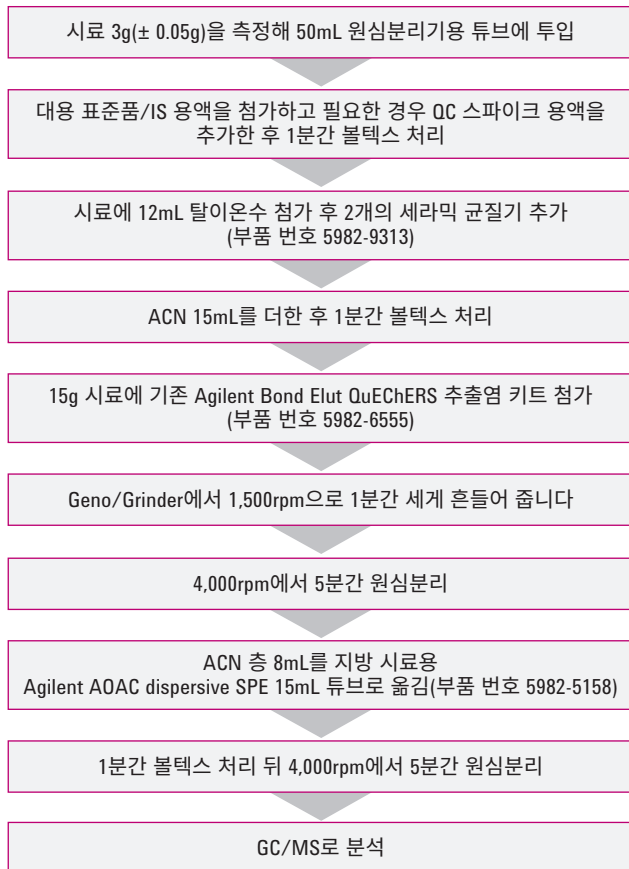 시료 3g(± 0.05g)을 측정해 50mL 원심분리기용 튜브에 투입
대용 표준품/IS 용액을 첨가하고 필요한 경우 QC 스파이크 용액을
추가한 후 1분간 볼텍스 처리
시료에 12mL 탈이온수 첨가 후 2개의 세라믹 균질기 추가
(부품 번호 5982-9313)
ACN 15mL를 더한 후 1분간 볼텍스 처리
15g 시료에 기존 Agilent Bond Elut QuEChERS 추출염 키트 첨가
(부품 번호 5982-6555)
Geno/Grinder에서 1,500rpm으로 1분간 세게 흔들어 줍니다
4,000rpm에서 5분간 원심분리
ACN 층 8mL를 지방 시료용
Agilent AOAC dispersive SPE 15mL 튜브로 옮김(부품 번호 5982-5158)
1분간 볼텍스 처리 뒤 4,000rpm에서 5분간 원심분리
GC/MS로 분석